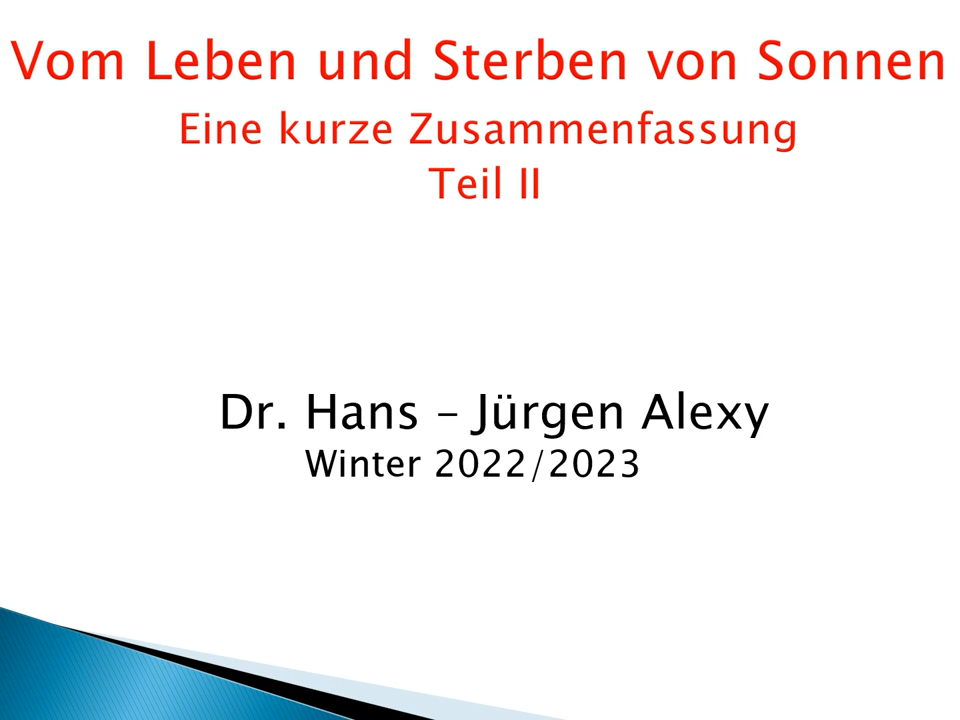 Vom Leben und Sterben von Sonnen
Eine kurze Zusammenfassung
Teil II
Dr. Hans – Jürgen Alexy
Winter 2022/2023